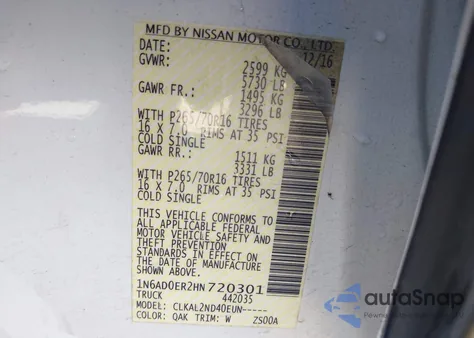 MFD BY NISSAN MOTOR CO., LTD.
DATE: 12/16
GVWR: 2599 KG
5730 LB
GAWR FR.: 1495 KG
3296 LB
WITH P265/70R16 TIRES
16 X 7.0 RIMS AT 35 PSI
COLD SINGLE
GAWR RR.: 1511 KG
3331 LB
WITH P265/70R16 TIRES
16 X 7.0 RIMS AT 35 PSI
COLD SINGLE
THIS VEHICLE CONFORMS TO
ALL APPLICABLE FEDERAL
MOTOR VEHICLE SAFETY AND
THEFT PREVENTION
STANDARDS IN EFFECT ON
THE DATE OF MANUFACTURE
SHOWN ABOVE.
1N6AD0ER2HN720301
TRUCK 442035
MODEL: CLKAL2ND40EUN-----
COLOR: QAK TRIM: W ZS00A
autoSnap
Powered by